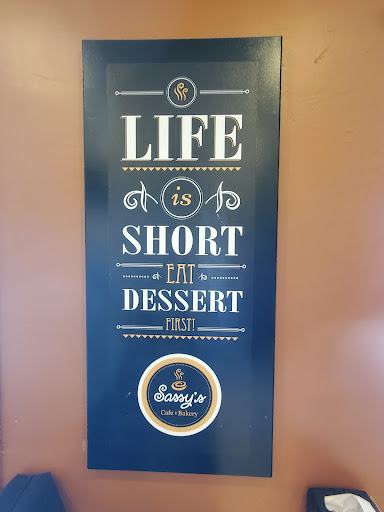 LIFE
is
SHORT
EAT
DESSERT
FIRST!
Sassy's
Cafe & Bakery